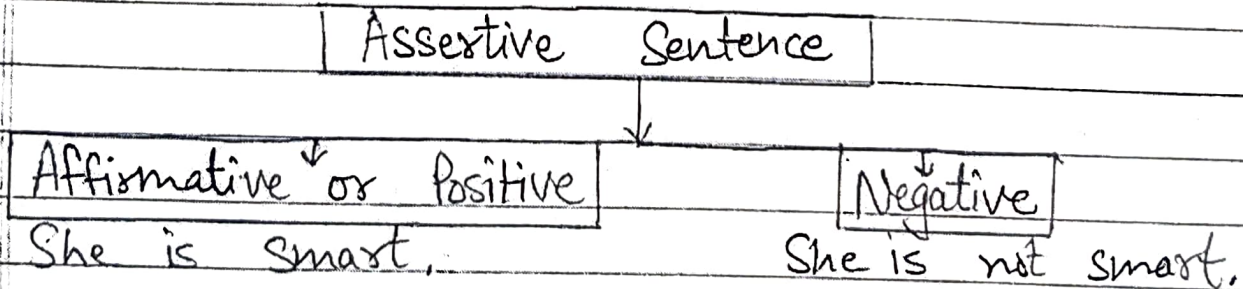 Assertive Sentence
Affirmative or Positive Negative
She is smart. She is not smart.